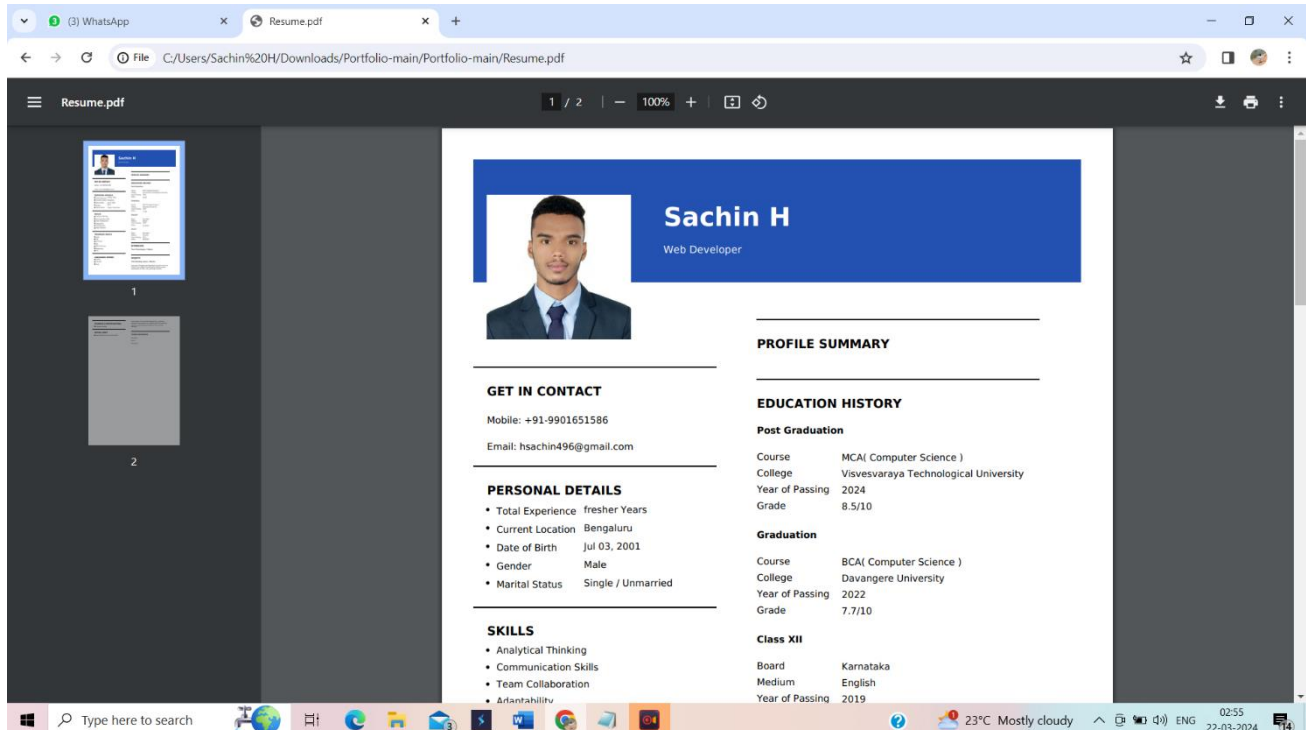 (3) WhatsApp
Resume.pdf
File C:/Users/Sachin%20H/Downloads/Portfolio-main/Portfolio-main/Resume.pdf
Resume.pdf
1 / 2
100%
1
2
Sachin H
Web Developer
GET IN CONTACT
Mobile: +91-9901651586
Email: hsachin496@gmail.com
PERSONAL DETAILS
• Total Experience fresher Years
• Current Location Bengaluru
• Date of Birth Jul 03, 2001
• Gender Male
• Marital Status Single / Unmarried
SKILLS
• Analytical Thinking
• Communication Skills
• Team Collaboration
• Adaptability
PROFILE SUMMARY
EDUCATION HISTORY
Post Graduation
Course MCA( Computer Science )
College Visvesvaraya Technological University
Year of Passing 2024
Grade 8.5/10
Graduation
Course BCA( Computer Science )
College Davangere University
Year of Passing 2022
Grade 7.7/10
Class XII
Board Karnataka
Medium English
Year of Passing 2019
Type here to search
23°C Mostly cloudy
ENG
02:55
22-03-2024
14